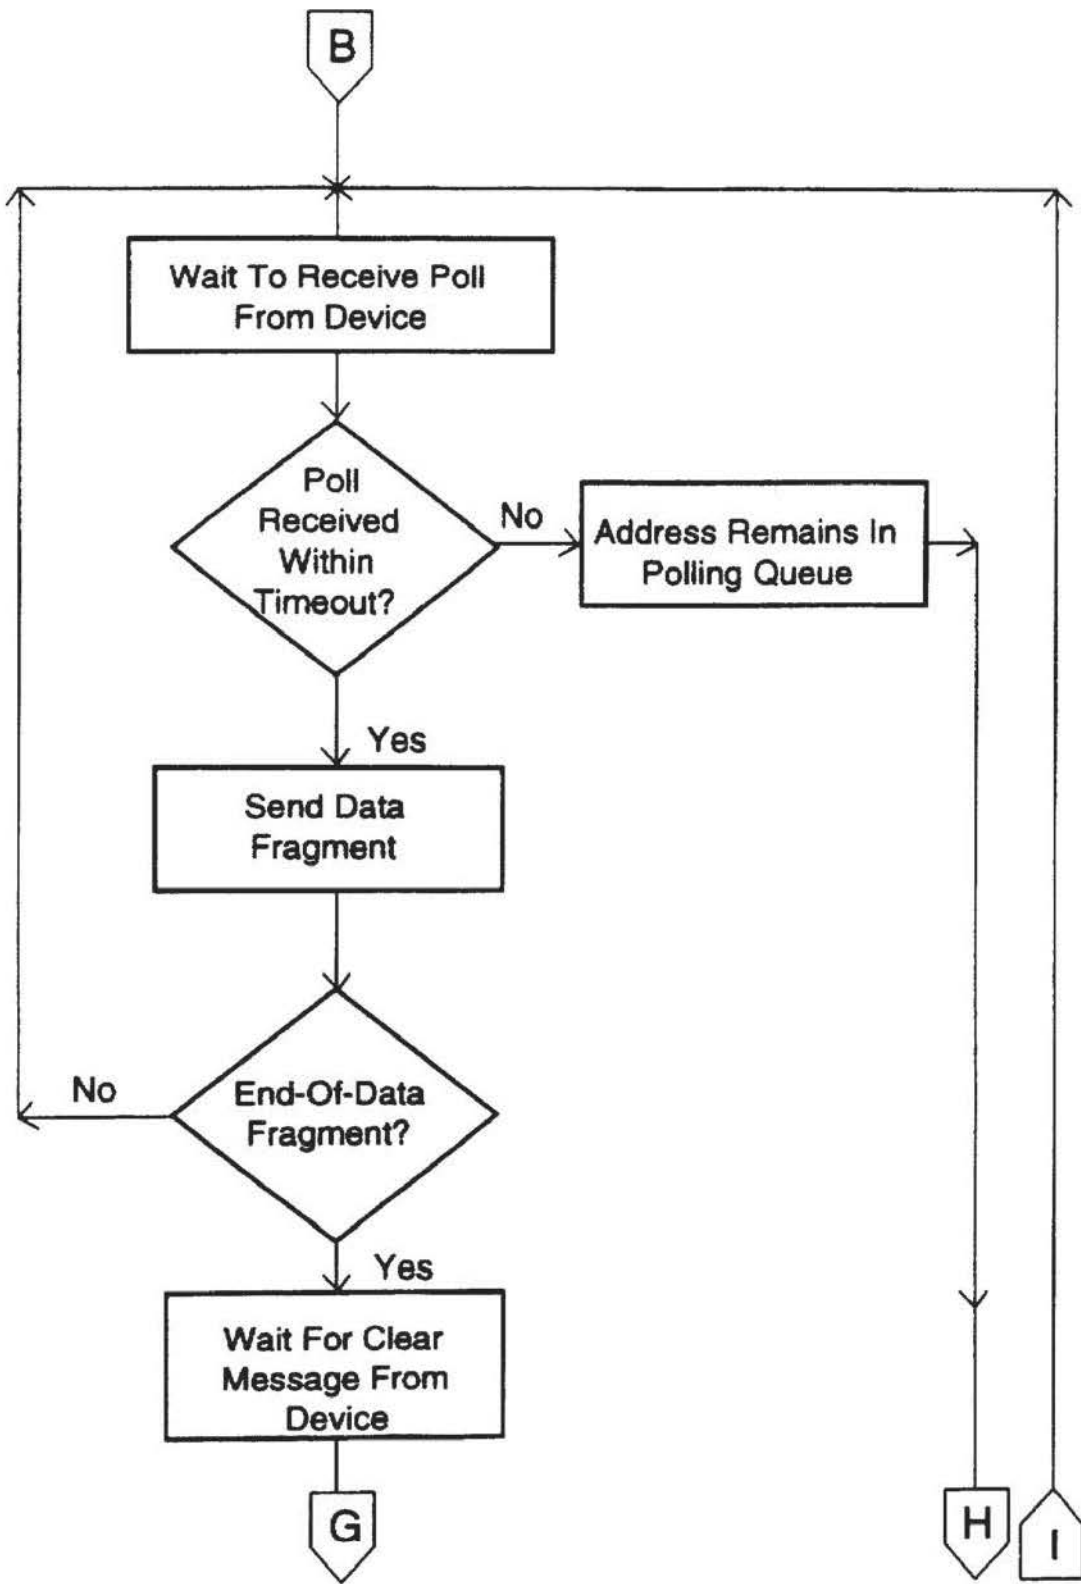 B
Wait To Receive Poll
From Device
Poll
Received
Within
Timeout?
No
Address Remains In
Polling Queue
Yes
Send Data
Fragment
No
End-Of-Data
Fragment?
Yes
Wait For Clear
Message From
Device
G
H
I